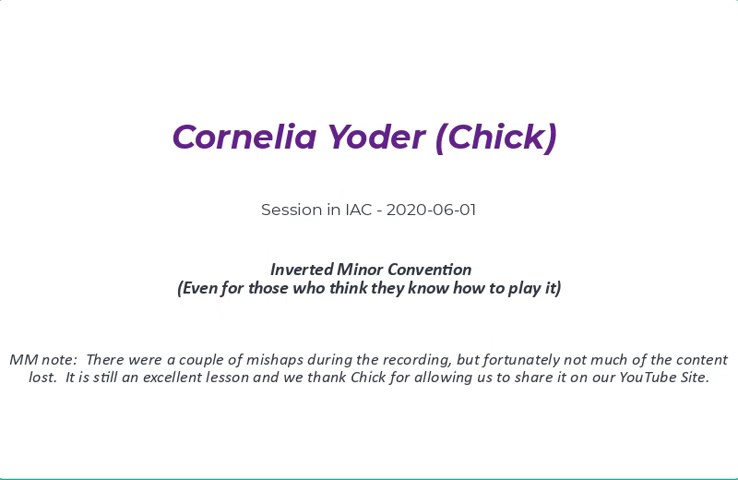 Cornelia Yoder (Chick)
Session in IAC - 2020-06-01
Inverted Minor Convention
(Even for those who think they know how to play it)
MM note:  There were a couple of mishaps during the recording, but fortunately not much of the content
lost.  It is still an excellent lesson and we thank Chick for allowing us to share it on our YouTube Site.